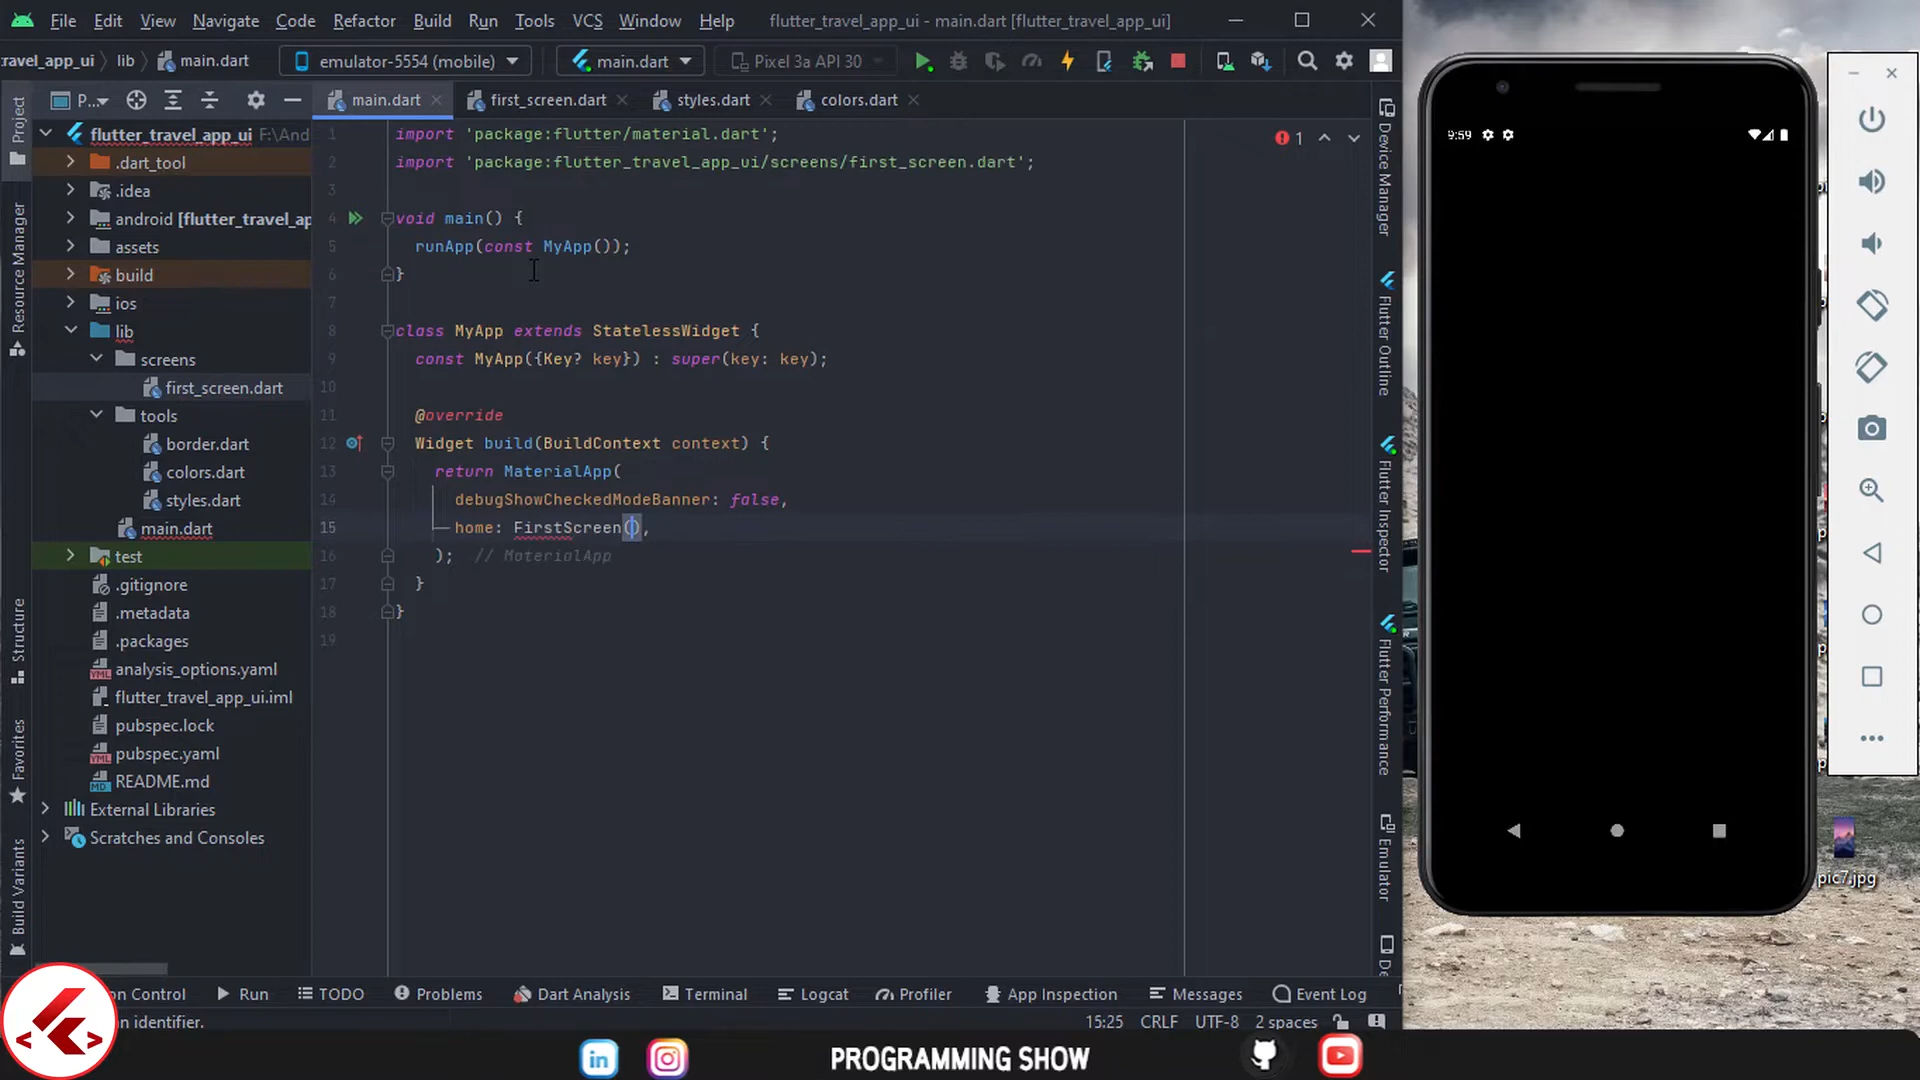 File Edit View Navigate Code Refactor Build Run Tools VCS Window Help flutter_travel_app_ui - main.dart [flutter_travel_app_ui]
ravel_app_ui lib main.dart emulator-5554 (mobile) main.dart Pixel 3a API 30
P... main.dart first_screen.dart styles.dart colors.dart
Project
Resource Manager
Structure
Favorites
Build Variants
flutter_travel_app_ui F:\And
.dart_tool
.idea
android [flutter_travel_ap
assets
build
ios
lib
screens
first_screen.dart
tools
border.dart
colors.dart
styles.dart
main.dart
test
.gitignore
.metadata
.packages
analysis_options.yaml
flutter_travel_app_ui.iml
pubspec.lock
pubspec.yaml
README.md
External Libraries
Scratches and Consoles
1 import 'package:flutter/material.dart';
2 import 'package:flutter_travel_app_ui/screens/first_screen.dart';
3
4 void main() {
5 runApp(const MyApp());
6 }
7
8 class MyApp extends StatelessWidget {
9 const MyApp({Key? key}) : super(key: key);
10
11 @override
12 Widget build(BuildContext context) {
13 return MaterialApp(
14 debugShowCheckedModeBanner: false,
15 home: FirstScreen(),
16 ); // MaterialApp
17 }
18 }
19
1
Device Manager
Flutter Outline
Flutter Inspector
Flutter Performance
Emulator
De
9:59
pic7.jpg
on Control Run TODO Problems Dart Analysis Terminal Logcat Profiler App Inspection Messages Event Log
n identifier. 15:25 CRLF UTF-8 2 spaces
in PROGRAMMING SHOW